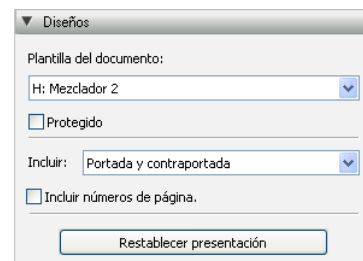 Diseños
Plantilla del documento:
H: Mezclador 2
Protegido
Incluir: Portada y contraportada
Incluir números de página.
Restablecer presentación